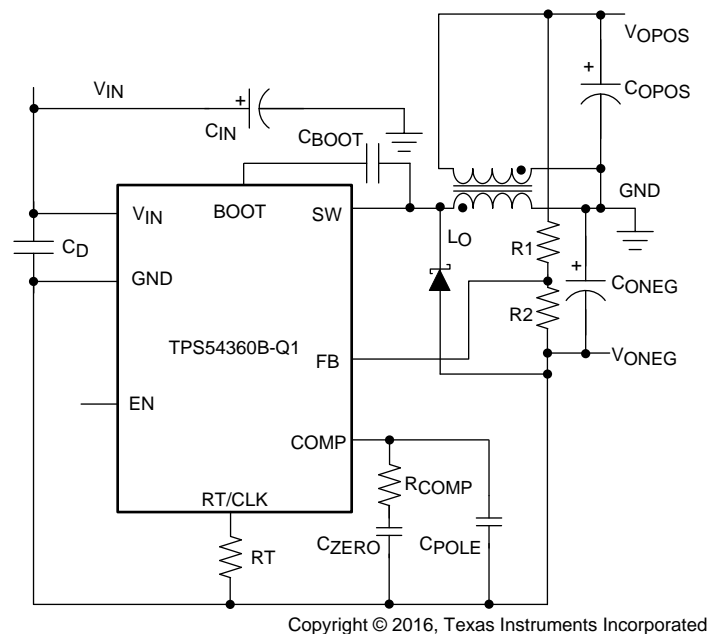 VOPOS
VIN
COPOS
CIN
CBOOT
GND
VIN
BOOT
SW
CD
LO
R1
GND
CONEG
R2
TPS54360B-Q1
FB
VONEG
EN
COMP
RCOMP
RT/CLK
CZERO
CPOLE
RT
Copyright © 2016, Texas Instruments Incorporated